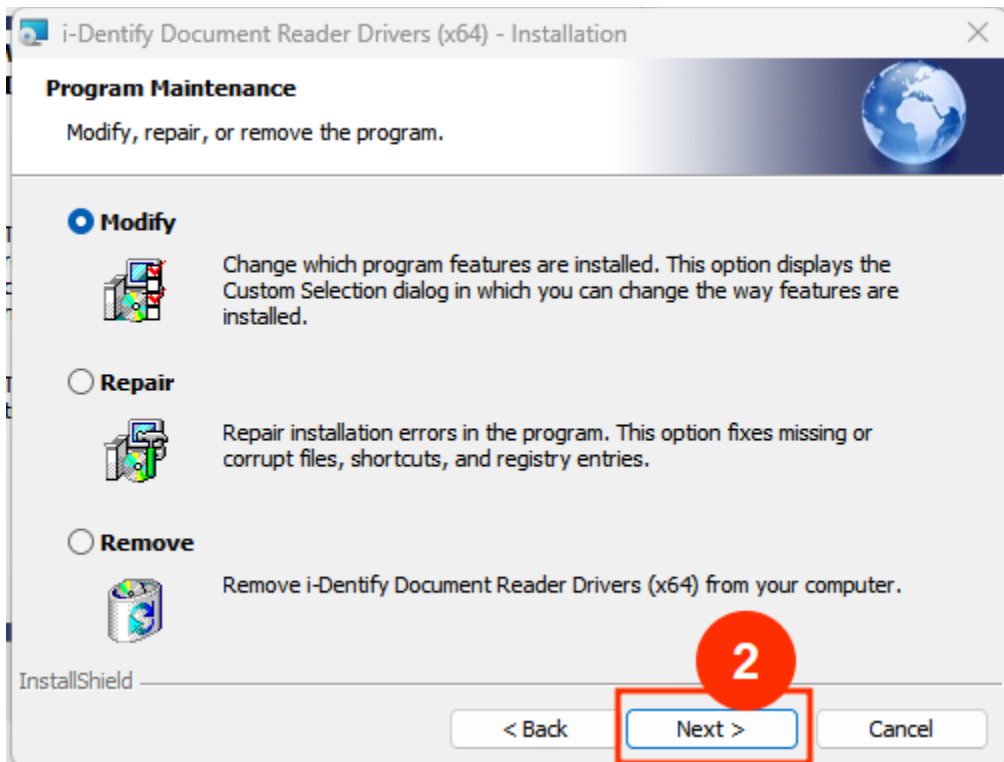 i-Dentify Document Reader Drivers (x64) - Installation
Program Maintenance
Modify, repair, or remove the program.
Modify
Change which program features are installed. This option displays the
Custom Selection dialog in which you can change the way features are
installed.
Repair
Repair installation errors in the program. This option fixes missing or
corrupt files, shortcuts, and registry entries.
Remove
Remove i-Dentify Document Reader Drivers (x64) from your computer.
2
InstallShield
< Back
Next >
Cancel